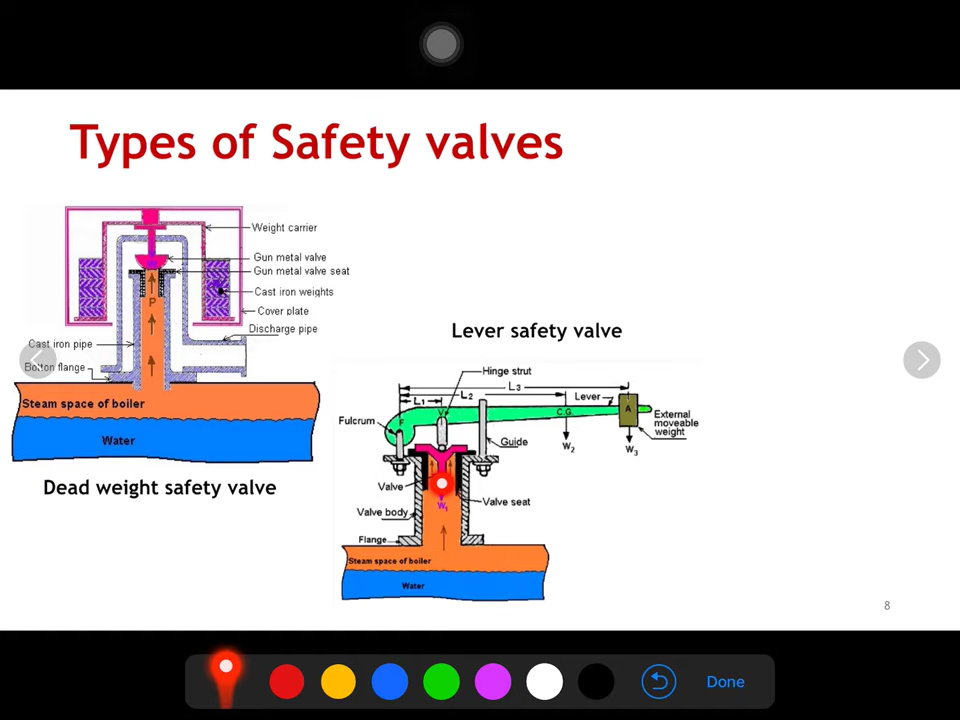 Types of Safety valves
Weight carrier
Gun metal valve
Gun metal valve seat
Cast iron weights
Cover plate
Discharge pipe
Cast iron pipe
Bolton flange
P
Steam space of boiler
Water
Dead weight safety valve
Lever safety valve
Hinge strut
L3
L2
L1
Lever
Fulcrum
F
V
C.G.
A
External
moveable
weight
Guide
W2
W3
Valve
W1
Valve seat
Valve body
Flange
Steam space of boiler
Water
8
Done